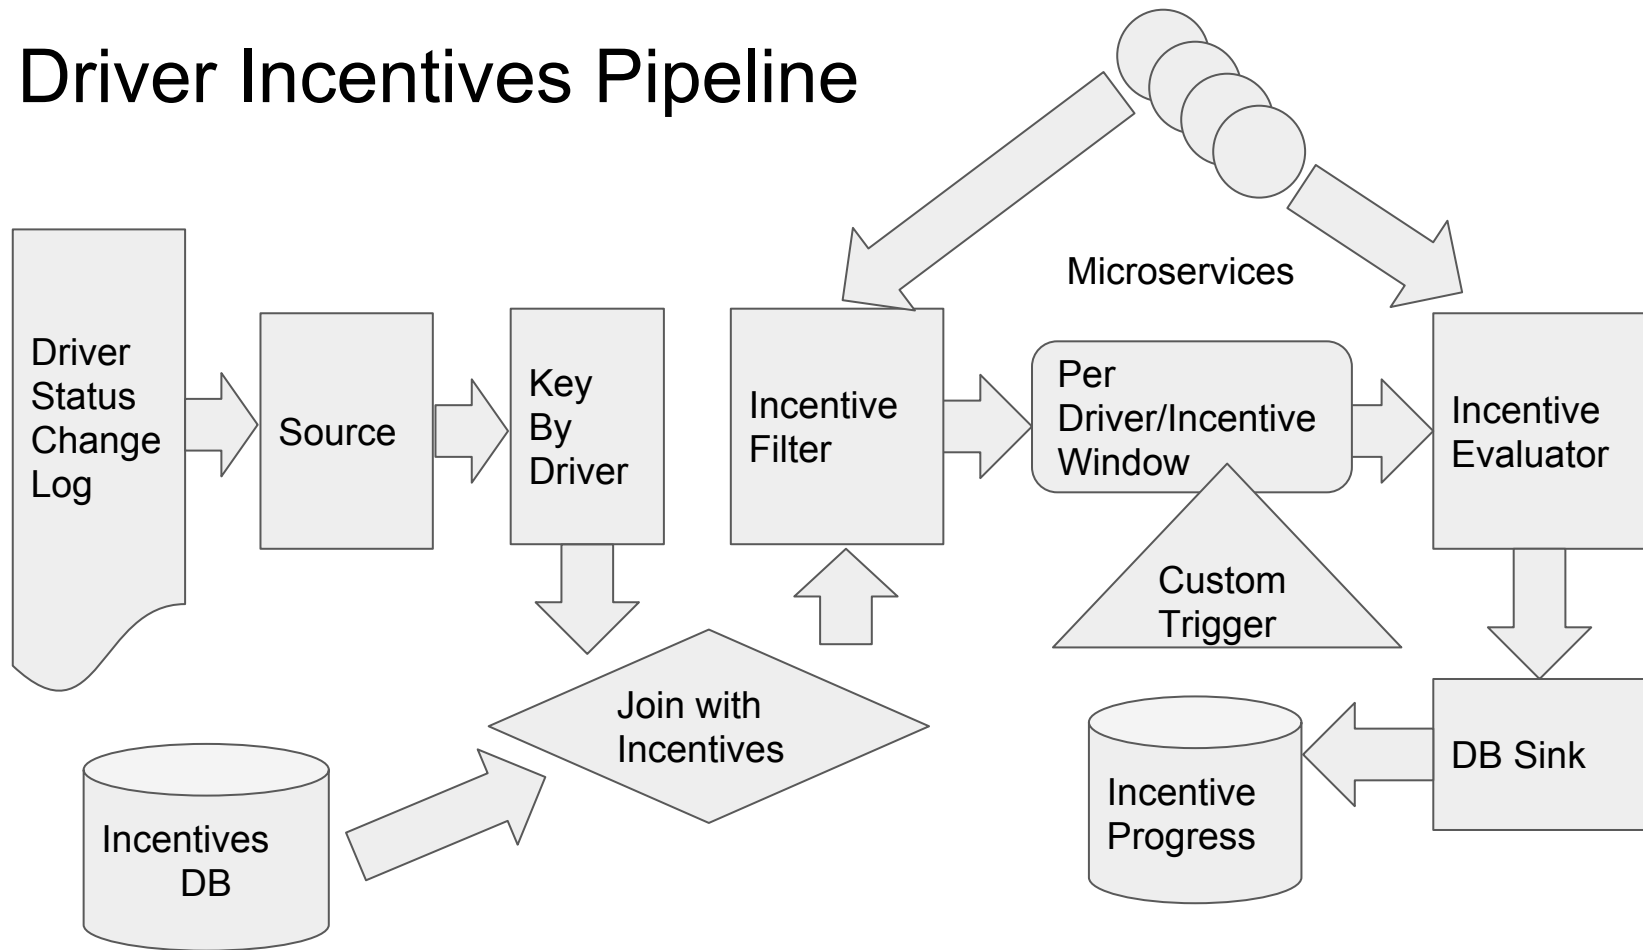 Driver Incentives Pipeline
Microservices
Driver
Status
Change
Log
Source
Key
By
Driver
Incentive
Filter
Per
Driver/Incentive
Window
Incentive
Evaluator
Custom
Trigger
Join with
Incentives
DB Sink
Incentive
Progress
Incentives
DB